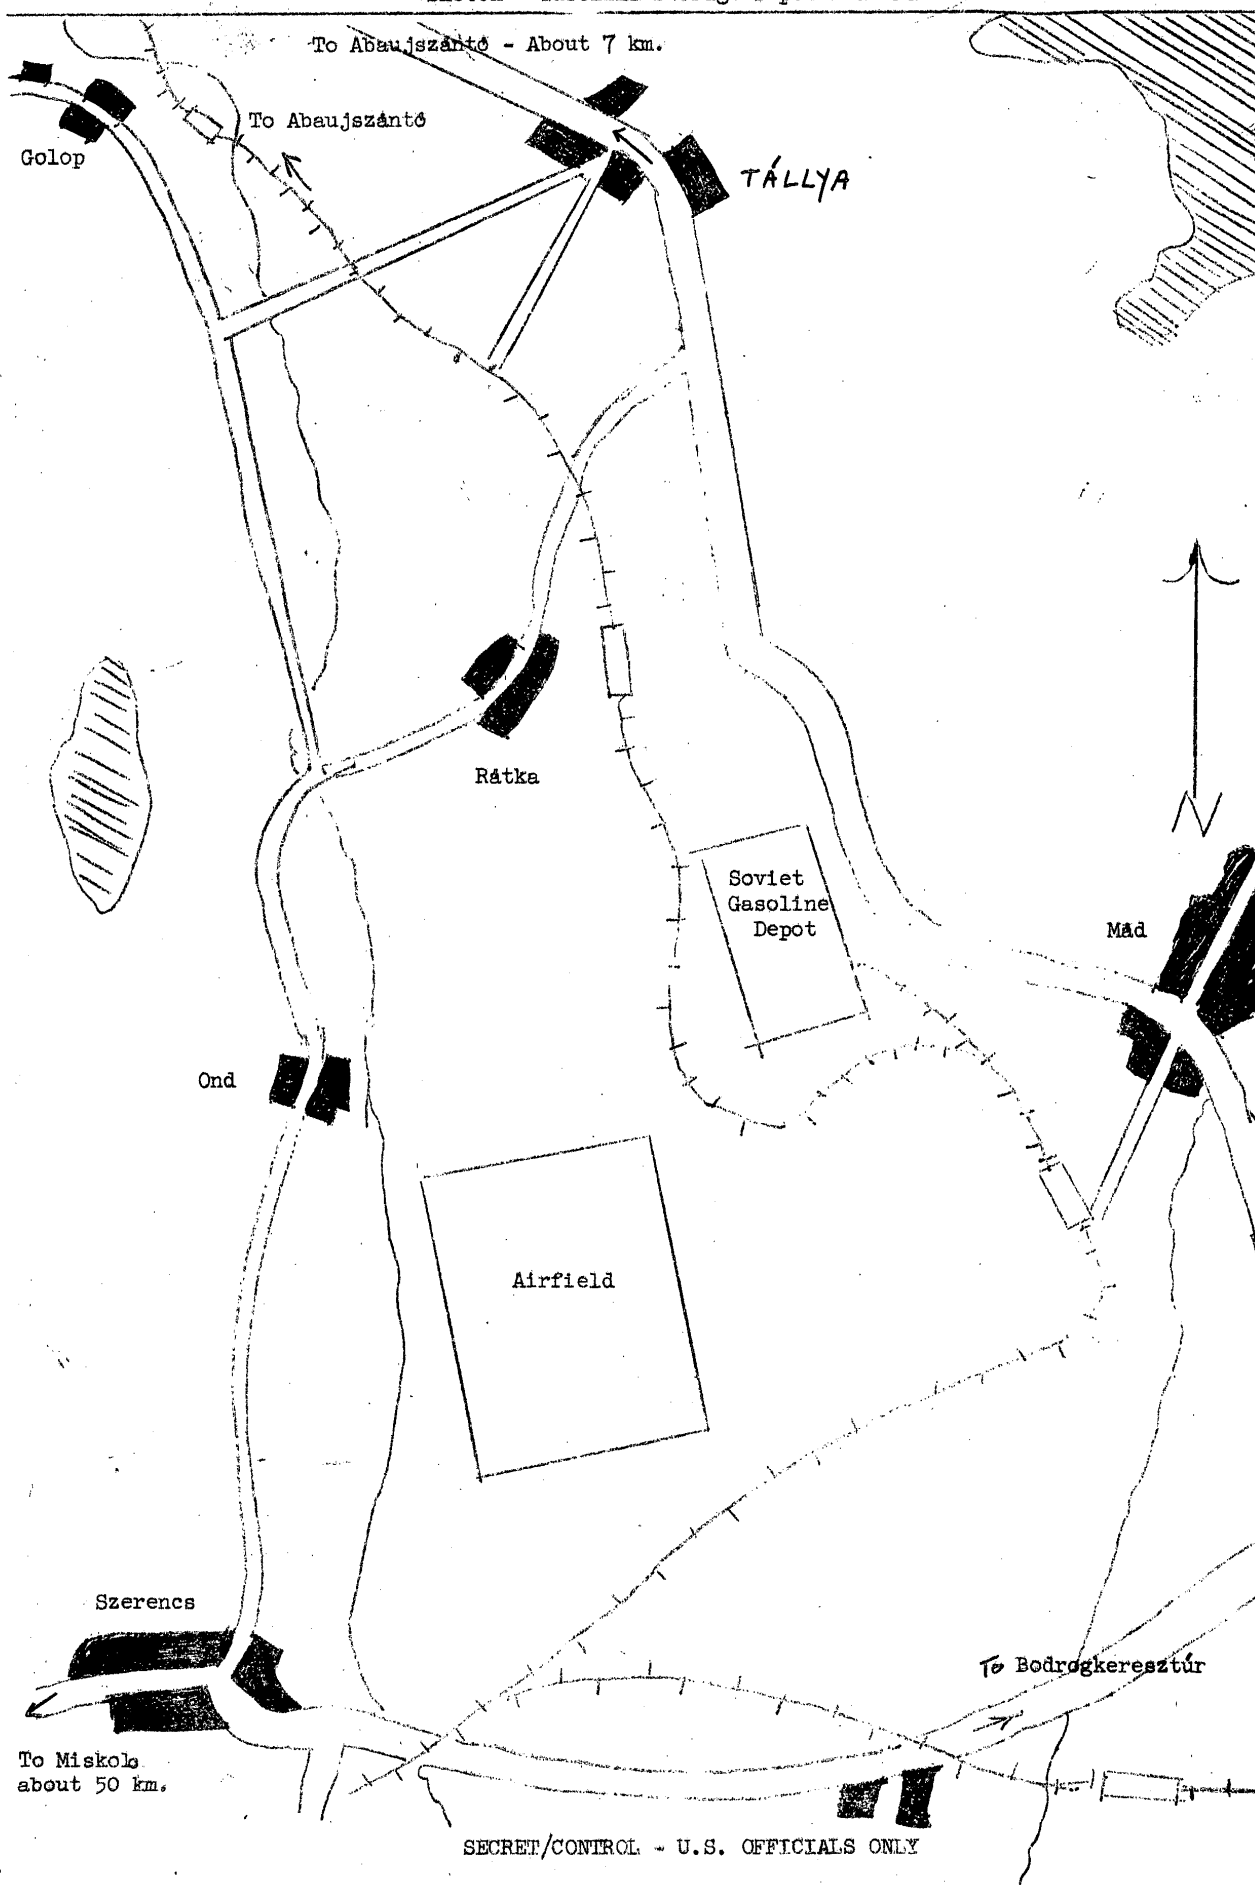 To Abaujszántó - About 7 km.
To Abaujszántó
Golop
TÁLLYA
Rátka
Soviet
Gasoline
Depot
Mád
N
Ond
Airfield
Szerencs
To Bodrogkeresztúr
To Miskolc
about 50 km.
SECRET/CONTROL - U.S. OFFICIALS ONLY